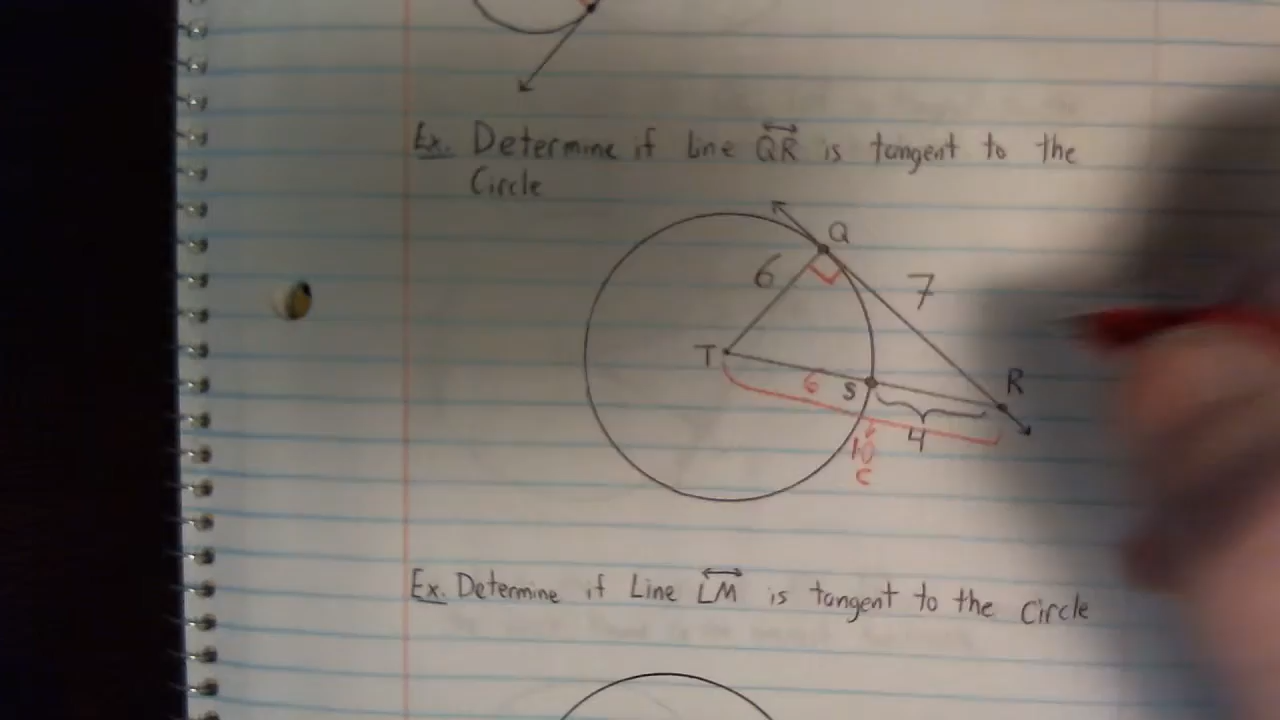 Ex. Determine if line QR is tangent to the
Circle
Q
6
7
T
6
S
R
4
10
c
Ex. Determine if Line LM is tangent to the circle